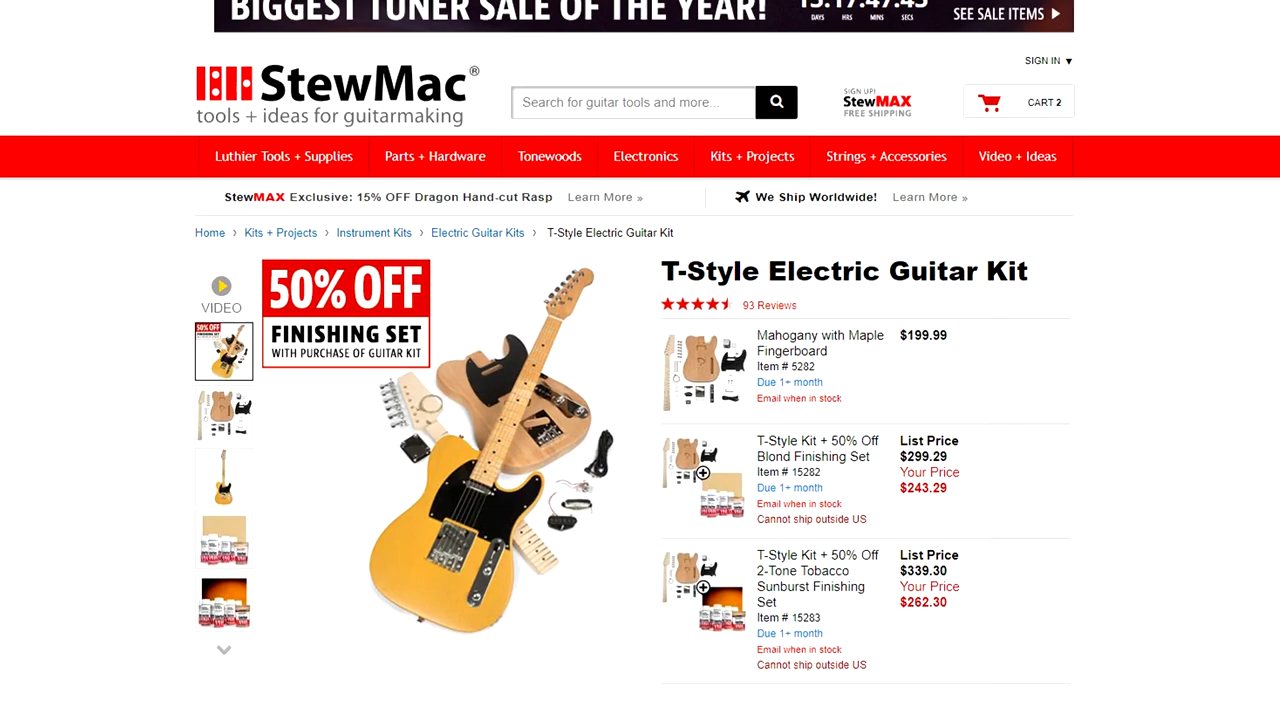 BIGGEST TUNER SALE OF THE YEAR!
DAYS HRS MINS SECS
SEE SALE ITEMS
SIGN IN
StewMac®
tools + ideas for guitarmaking
Search for guitar tools and more...
SIGN UP!
StewMAX
FREE SHIPPING
CART 2
Luthier Tools + Supplies Parts + Hardware Tonewoods Electronics Kits + Projects Strings + Accessories Video + Ideas
StewMAX Exclusive: 15% OFF Dragon Hand-cut Rasp Learn More » We Ship Worldwide! Learn More »
Home › Kits + Projects › Instrument Kits › Electric Guitar Kits › T-Style Electric Guitar Kit
VIDEO
50% OFF
FINISHING SET
WITH PURCHASE OF GUITAR KIT
50% OFF
FINISHING SET
T-Style Electric Guitar Kit
93 Reviews
Mahogany with Maple $199.99
Fingerboard
Item # 5282
Due 1+ month
Email when in stock
T-Style Kit + 50% Off List Price
Blond Finishing Set $299.29
Item # 15282 Your Price
Due 1+ month $243.29
Email when in stock
Cannot ship outside US
T-Style Kit + 50% Off List Price
2-Tone Tobacco $339.30
Sunburst Finishing Your Price
Set $262.30
Item # 15283
Due 1+ month
Email when in stock
Cannot ship outside US